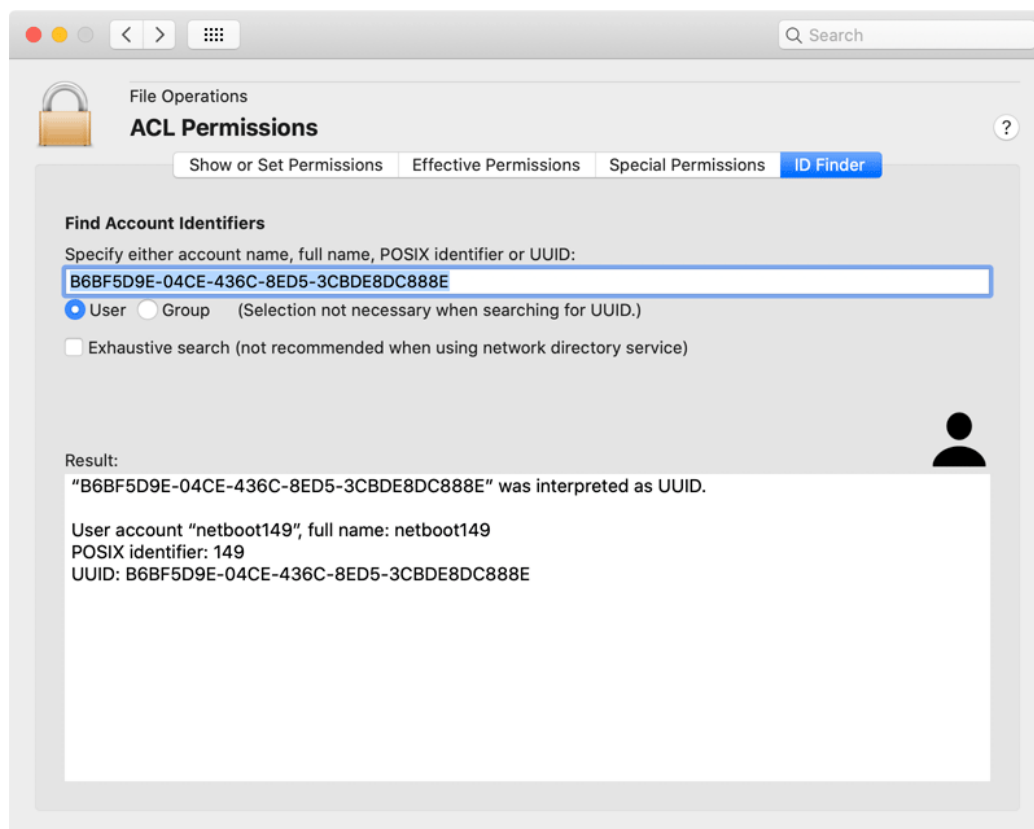 Search
File Operations
ACL Permissions
?
Show or Set Permissions Effective Permissions Special Permissions ID Finder
Find Account Identifiers
Specify either account name, full name, POSIX identifier or UUID:
B6BF5D9E-04CE-436C-8ED5-3CBDE8DC888E
User Group (Selection not necessary when searching for UUID.)
Exhaustive search (not recommended when using network directory service)
Result:
“B6BF5D9E-04CE-436C-8ED5-3CBDE8DC888E” was interpreted as UUID.
User account “netboot149”, full name: netboot149
POSIX identifier: 149
UUID: B6BF5D9E-04CE-436C-8ED5-3CBDE8DC888E